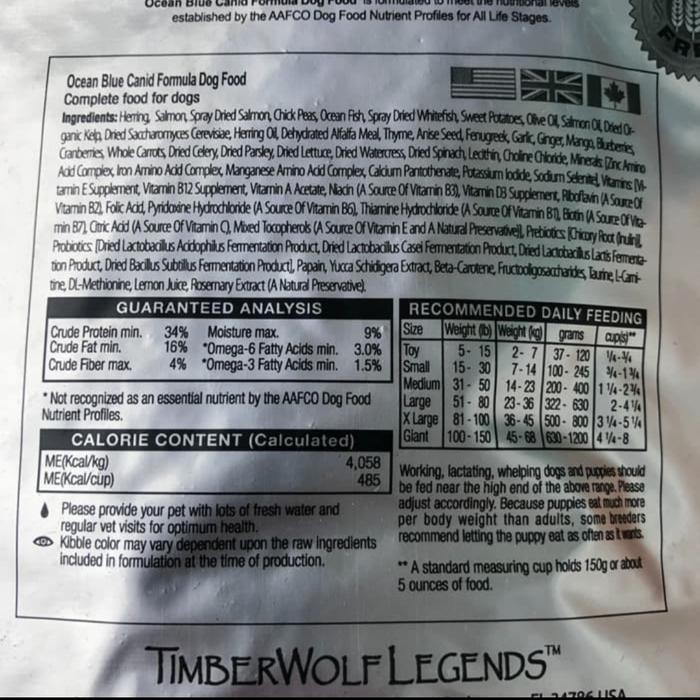 Ocean Blue Canid Formula Dog Food is formulated to meet the nutritional levels
established by the AAFCO Dog Food Nutrient Profiles for All Life Stages.
Ocean Blue Canid Formula Dog Food
Complete food for dogs
Ingredients: Herring, Salmon, Spray Dried Salmon, Chick Peas, Ocean Fish, Spray Dried Whitefish, Sweet Potatoes, Olive Oil, Salmon Oil, Dried Or-
ganic Kelp, Dried Saccharomyces Cerevisiae, Herring Oil, Dehydrated Alfalfa Meal, Thyme, Anise Seed, Fenugreek, Garlic, Ginger, Mango, Blueberries,
Cranberries, Whole Carrots, Dried Celery, Dried Parsley, Dried Lettuce, Dried Watercress, Dried Spinach, Lecithin, Choline Chloride, Minerals [Zinc Amino
Acid Complex, Iron Amino Acid Complex, Manganese Amino Acid Complex, Calcium Pantothenate, Potassium Iodide, Sodium Selenite], Vitamins [Vi-
tamin E Supplement, Vitamin B12 Supplement, Vitamin A Acetate, Niacin (A Source Of Vitamin B3), Vitamin D3 Supplement, Riboflavin (A Source Of
Vitamin B2), Folic Acid, Pyridoxine Hydrochloride (A Source Of Vitamin B6), Thiamine Hydrochloride (A Source Of Vitamin B1), Biotin (A Source Of Vita-
min B7), Citric Acid (A Source Of Vitamin C), Mixed Tocopherols (A Source Of Vitamin E and A Natural Preservative)], Prebiotics [Chicory Root (Inulin)],
Probiotics [Dried Lactobacillus Acidophilus Fermentation Product, Dried Lactobacillus Casei Fermentation Product, Dried Lactobacillus Lactis Fermenta-
tion Product, Dried Bacillus Subtillus Fermentation Product], Papain, Yucca Schidigera Extract, Beta-Carotene, Fructooligosaccharides, Taurine, L-Carni-
tine, DL-Methionine, Lemon Juice, Rosemary Extract (A Natural Preservative).
GUARANTEED ANALYSIS
Crude Protein min. 34% Moisture max. 9%
Crude Fat min. 16% *Omega-6 Fatty Acids min. 3.0%
Crude Fiber max. 4% *Omega-3 Fatty Acids min. 1.5%
* Not recognized as an essential nutrient by the AAFCO Dog Food
Nutrient Profiles.
CALORIE CONTENT (Calculated)
ME(Kcal/kg) 4,058
ME(Kcal/cup) 485
Please provide your pet with lots of fresh water and
regular vet visits for optimum health.
Kibble color may vary dependent upon the raw ingredients
included in formulation at the time of production.
RECOMMENDED DAILY FEEDING
Size Weight (lb) Weight (kg) grams cup(s)**
Toy 5- 15 2- 7 37- 120 ¼-¾
Small 15- 30 7-14 100- 245 ¾-1¾
Medium 31- 50 14-23 200- 400 1¼-2¾
Large 51- 80 23-36 322- 630 2-4¼
X Large 81-100 36-45 500- 800 3¼-5¼
Giant 100-150 45-68 630-1200 4¼-8
Working, lactating, whelping dogs and puppies should
be fed near the high end of the above range. Please
adjust accordingly. Because puppies eat much more
per body weight than adults, some breeders
recommend letting the puppy eat as often as it wants.
** A standard measuring cup holds 150g or about
5 ounces of food.
TIMBERWOLF LEGENDS™
USA